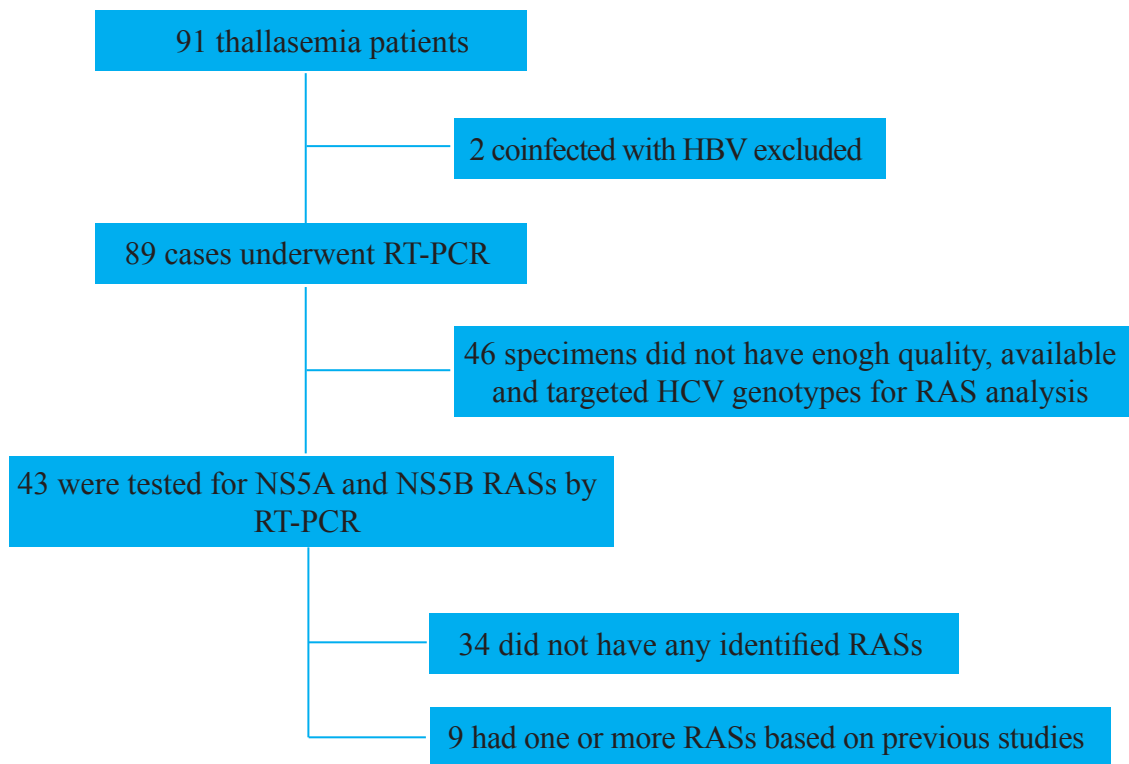 91 thallasemia patients
2 coinfected with HBV excluded
89 cases underwent RT-PCR
46 specimens did not have enogh quality, available
and targeted HCV genotypes for RAS analysis
43 were tested for NS5A and NS5B RASs by
RT-PCR
34 did not have any identified RASs
9 had one or more RASs based on previous studies